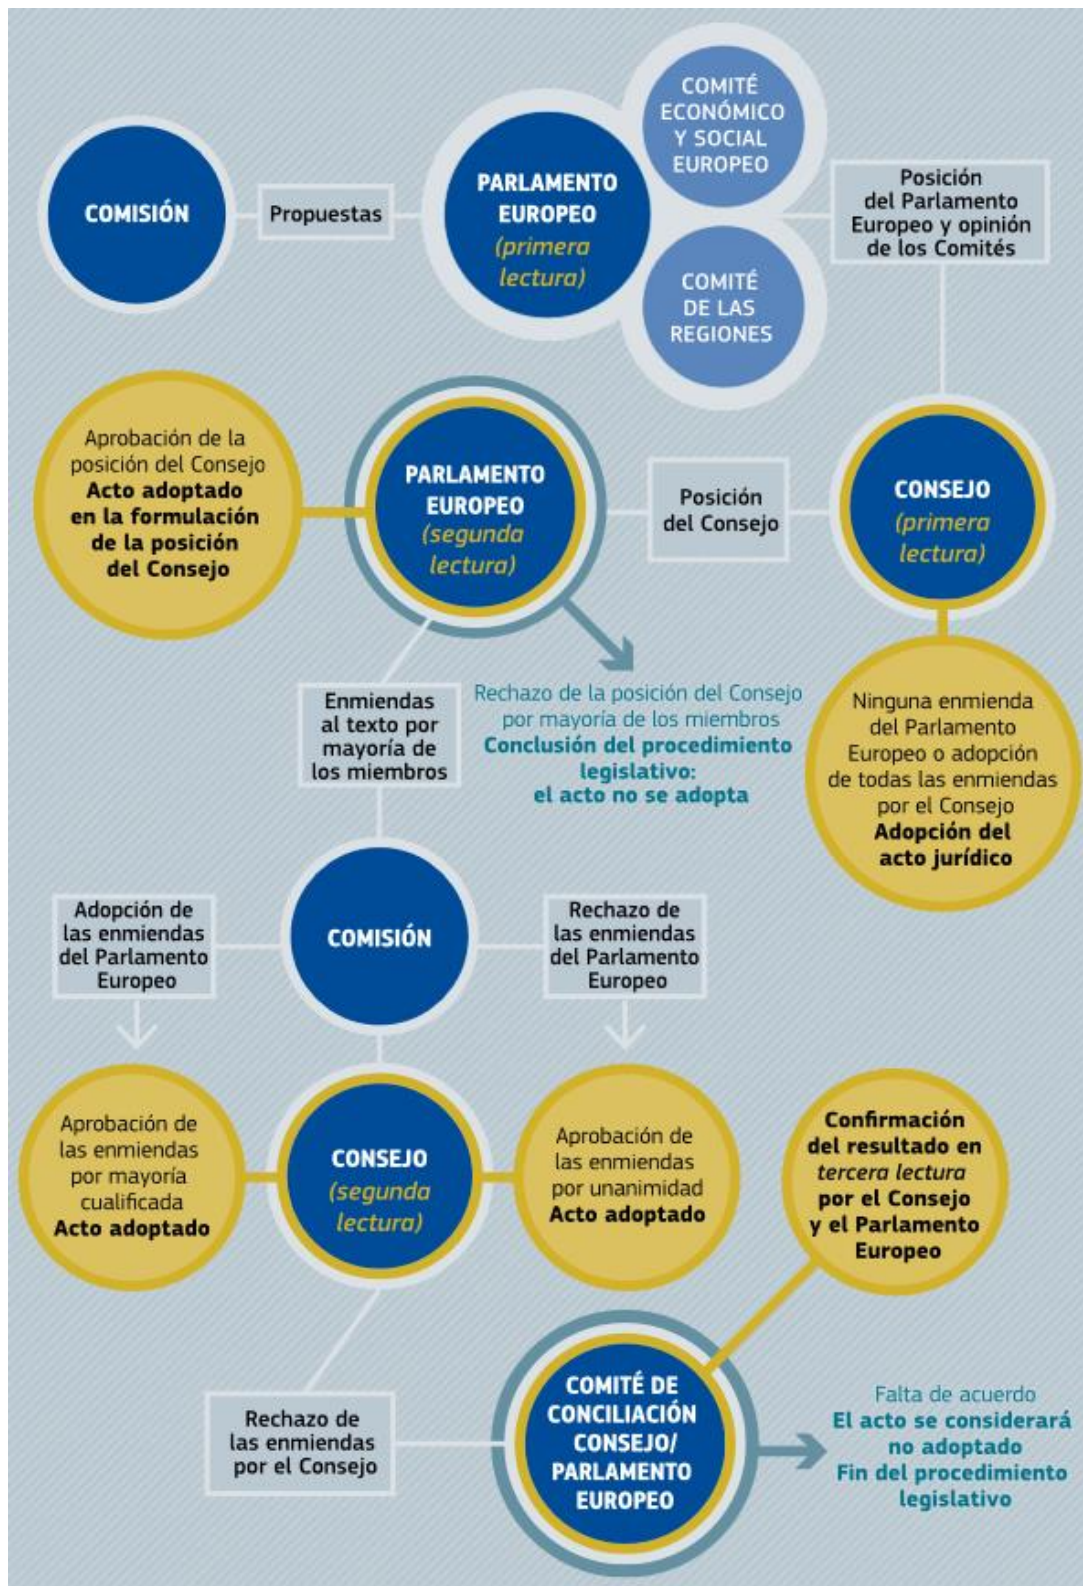 COMISIÓN
Propuestas
PARLAMENTO
EUROPEO
(primera
lectura)
COMITÉ
ECONÓMICO
Y SOCIAL
EUROPEO
COMITÉ
DE LAS
REGIONES
Posición
del Parlamento
Europeo y opinión
de los Comités
CONSEJO
(primera
lectura)
Posición
del Consejo
PARLAMENTO
EUROPEO
(segunda
lectura)
Aprobación de la
posición del Consejo
Acto adoptado
en la formulación
de la posición
del Consejo
Ninguna enmienda
del Parlamento
Europeo o adopción
de todas las enmiendas
por el Consejo
Adopción del
acto jurídico
Rechazo de la posición del Consejo
por mayoría de los miembros
Conclusión del procedimiento
legislativo:
el acto no se adopta
Enmiendas
al texto por
mayoría de
los miembros
COMISIÓN
Adopción de
las enmiendas
del Parlamento
Europeo
Rechazo de
las enmiendas
del Parlamento
Europeo
Aprobación de
las enmiendas
por mayoría
cualificada
Acto adoptado
CONSEJO
(segunda
lectura)
Aprobación de
las enmiendas
por unanimidad
Acto adoptado
Confirmación
del resultado en
tercera lectura
por el Consejo
y el Parlamento
Europeo
Rechazo de
las enmiendas
por el Consejo
COMITÉ DE
CONCILIACIÓN
CONSEJO/
PARLAMENTO
EUROPEO
Falta de acuerdo
El acto se considerará
no adoptado
Fin del procedimiento
legislativo